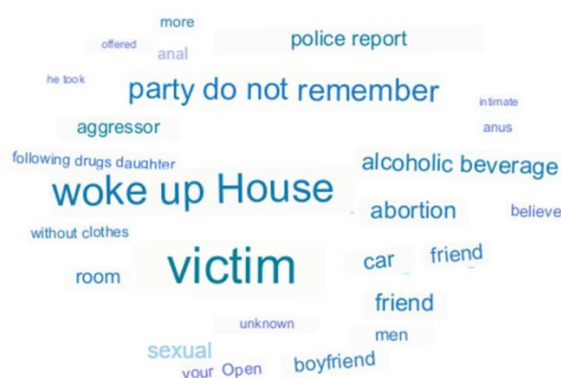 more
offered
police report
anal
he took
party do not remember
intimate
aggressor
anus
following drugs daughter
alcoholic beverage
woke up House
abortion
believe
without clothes
victim
car
friend
room
friend
unknown
men
sexual
boyfriend
your Open